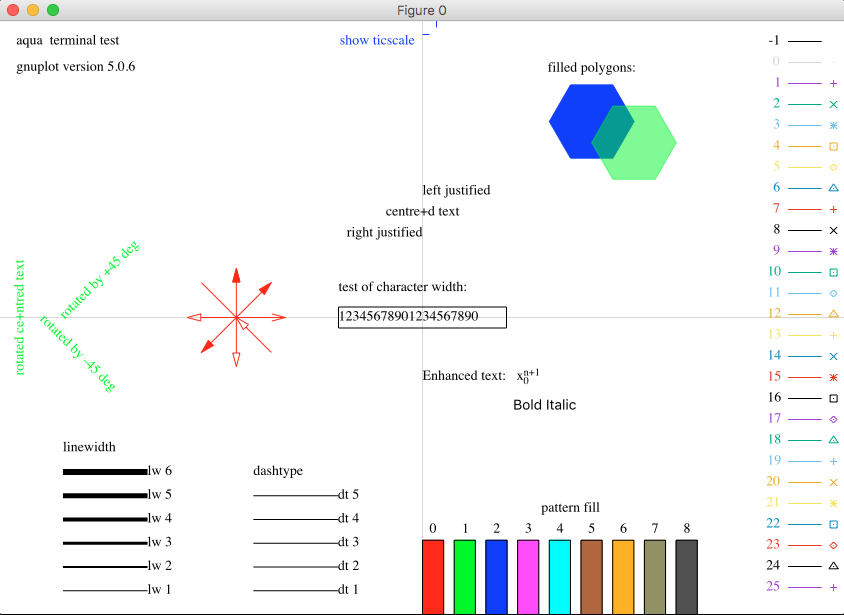 Figure 0
aqua  terminal test
show ticscale
gnuplot version 5.0.6
filled polygons:
left justified
centre+d text
right justified
test of character width:
12345678901234567890
rotated ce+ntred text
rotated by +45 deg
rotated by -45 deg
Enhanced text:   x₀ⁿ⁺¹
Bold Italic
linewidth
lw 6
lw 5
lw 4
lw 3
lw 2
lw 1
dashtype
dt 5
dt 4
dt 3
dt 2
dt 1
pattern fill
0 1 2 3 4 5 6 7 8
-1
0
1
2
3
4
5
6
7
8
9
10
11
12
13
14
15
16
17
18
19
20
21
22
23
24
25